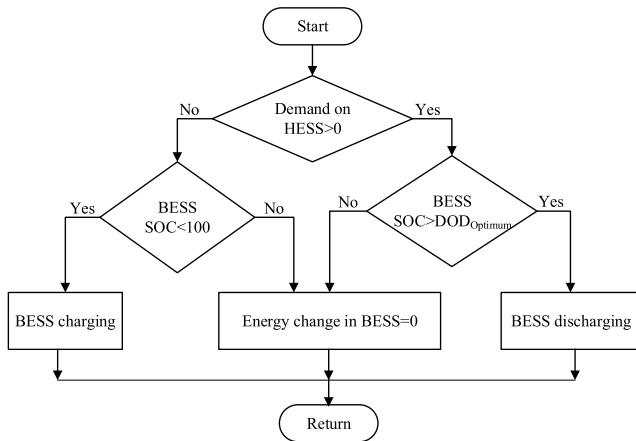 Start
Demand on
HESS>0
No
Yes
BESS
SOC<100
Yes
No
BESS
SOC>DOD_Optimum
No
Yes
BESS charging
Energy change in BESS=0
BESS discharging
Return